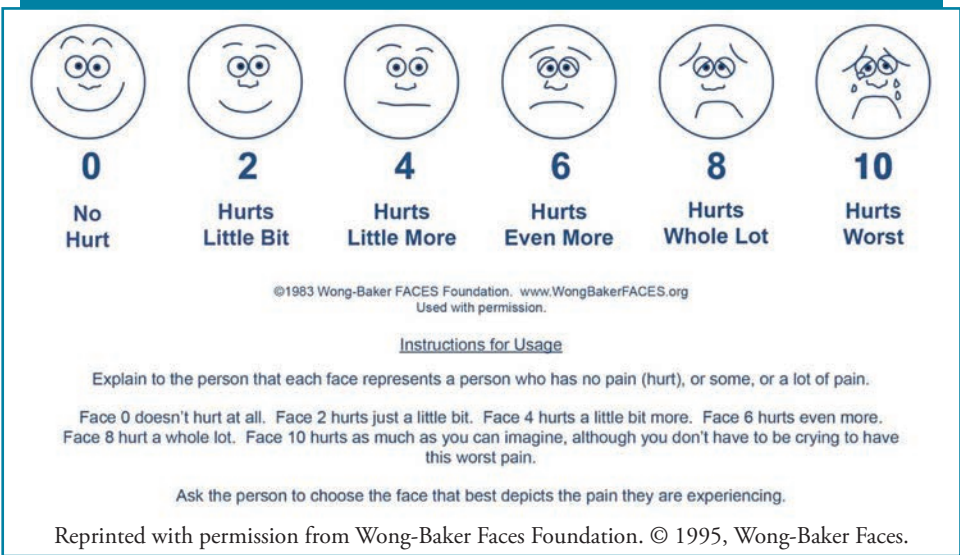 0 2 4 6 8 10
No Hurts Hurts Hurts Hurts Hurts
Hurt Little Bit Little More Even More Whole Lot Worst
©1983 Wong-Baker FACES Foundation. www.WongBakerFACES.org
Used with permission.
Instructions for Usage
Explain to the person that each face represents a person who has no pain (hurt), or some, or a lot of pain.
Face 0 doesn't hurt at all. Face 2 hurts just a little bit. Face 4 hurts a little bit more. Face 6 hurts even more.
Face 8 hurt a whole lot. Face 10 hurts as much as you can imagine, although you don't have to be crying to have
this worst pain.
Ask the person to choose the face that best depicts the pain they are experiencing.
Reprinted with permission from Wong-Baker Faces Foundation. © 1995, Wong-Baker Faces.